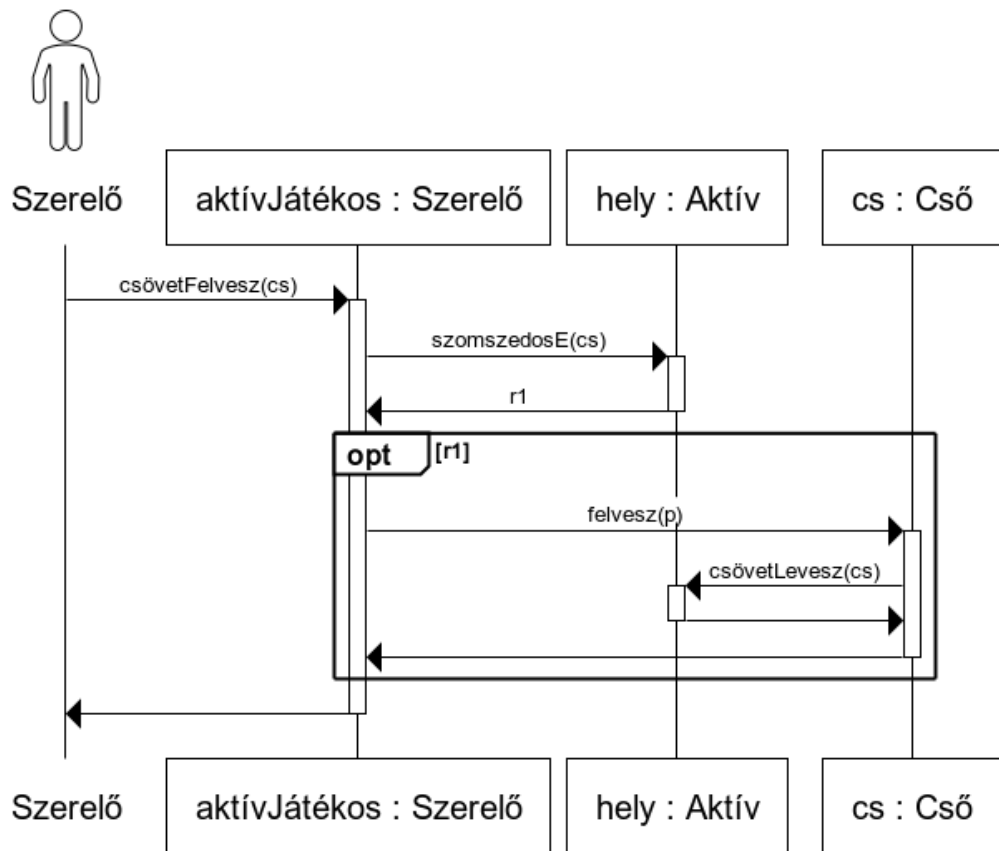 Szerelő
aktívJátékos : Szerelő
hely : Aktív
cs : Cső
csövetFelvesz(cs)
szomszedosE(cs)
r1
opt
[r1]
felvesz(p)
csövetLevesz(cs)
Szerelő
aktívJátékos : Szerelő
hely : Aktív
cs : Cső